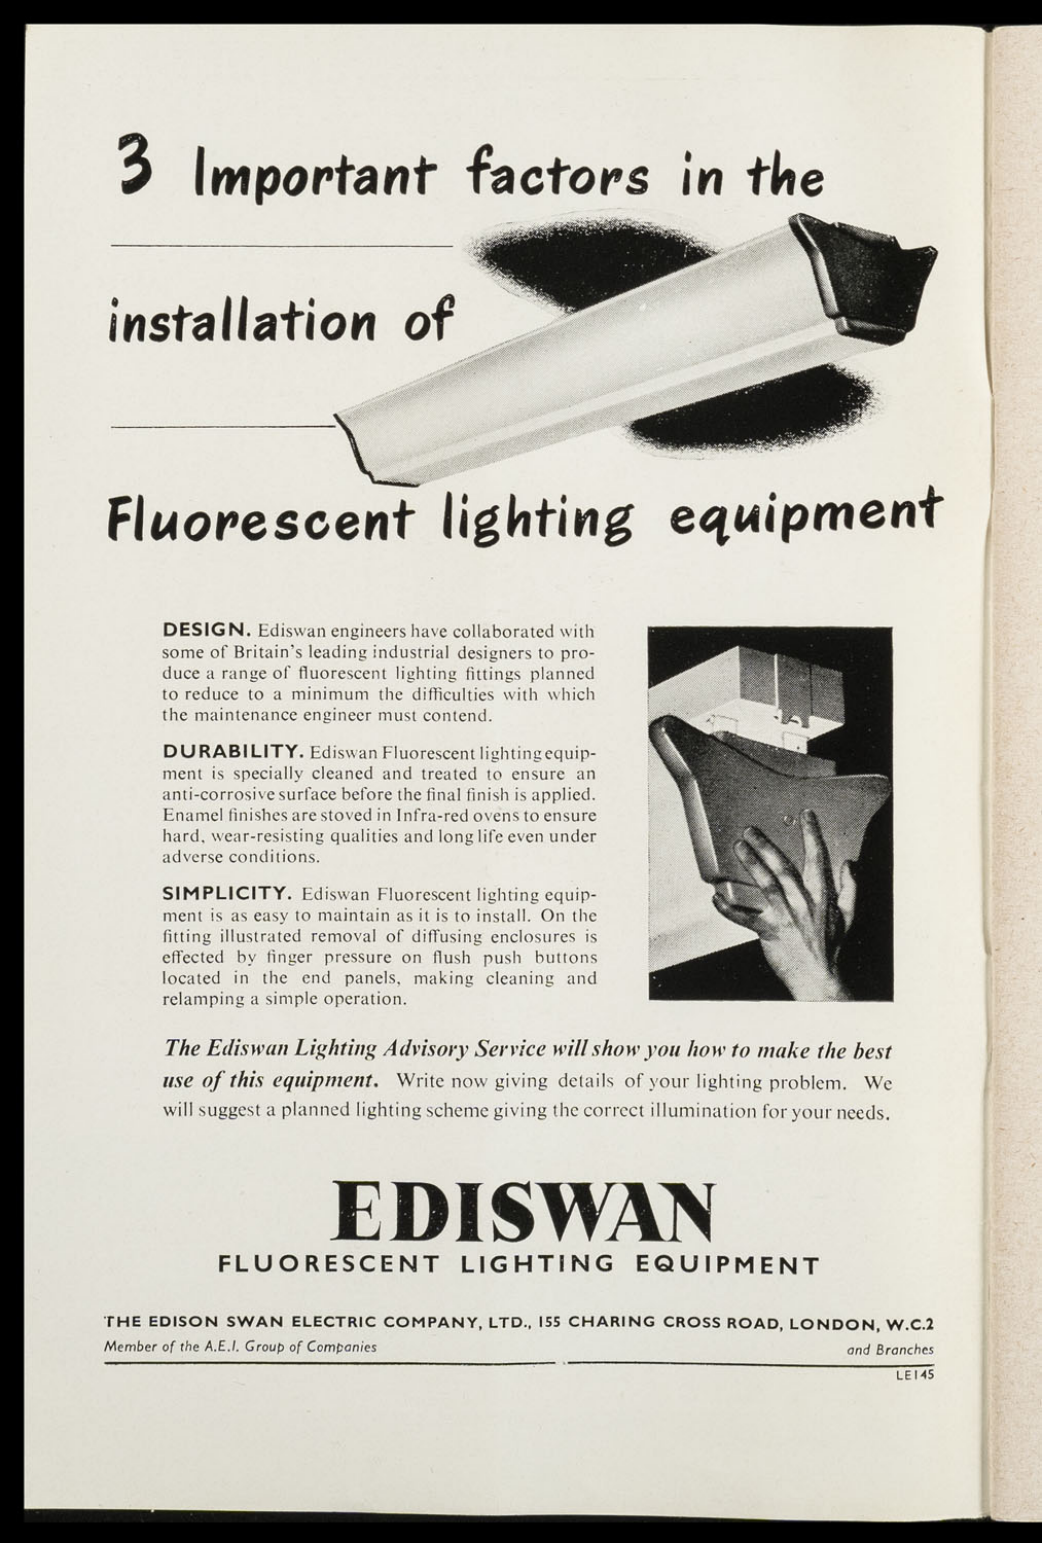 3 Important factors in the
installation of
Fluorescent lighting equipment
DESIGN. Ediswan engineers have collaborated with
some of Britain's leading industrial designers to pro-
duce a range of fluorescent lighting fittings planned
to reduce to a minimum the difficulties with which
the maintenance engineer must contend.
DURABILITY. Ediswan Fluorescent lighting equip-
ment is specially cleaned and treated to ensure an
anti-corrosive surface before the final finish is applied.
Enamel finishes are stoved in Infra-red ovens to ensure
hard, wear-resisting qualities and long life even under
adverse conditions.
SIMPLICITY. Ediswan Fluorescent lighting equip-
ment is as easy to maintain as it is to install. On the
fitting illustrated removal of diffusing enclosures is
effected by finger pressure on flush push buttons
located in the end panels, making cleaning and
relamping a simple operation.
The Ediswan Lighting Advisory Service will show you how to make the best
use of this equipment. Write now giving details of your lighting problem. We
will suggest a planned lighting scheme giving the correct illumination for your needs.
EDISWAN
FLUORESCENT LIGHTING EQUIPMENT
THE EDISON SWAN ELECTRIC COMPANY, LTD., 155 CHARING CROSS ROAD, LONDON, W.C.2
Member of the A.E.I. Group of Companies and Branches
LE145